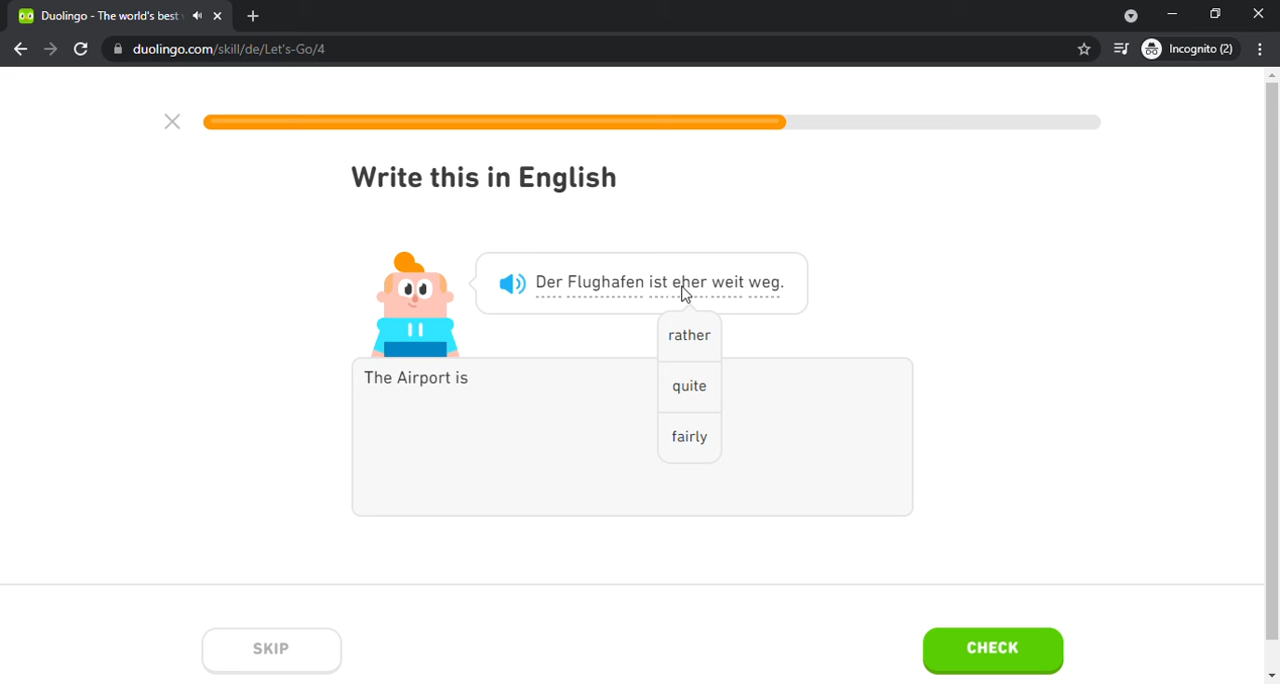 Duolingo - The world's best
duolingo.com/skill/de/Let's-Go/4
Incognito (2)
Write this in English
Der Flughafen ist eher weit weg.
rather
quite
fairly
The Airport is
SKIP
CHECK